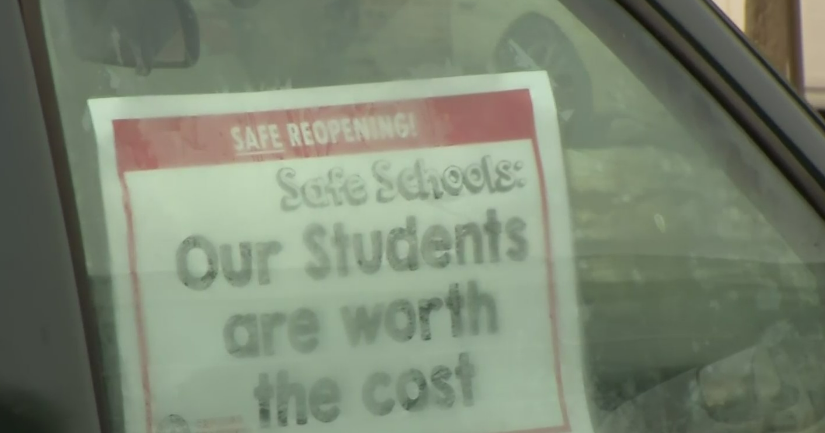 SAFE REOPENING!
Safe Schools:
Our Students
are worth
the cost